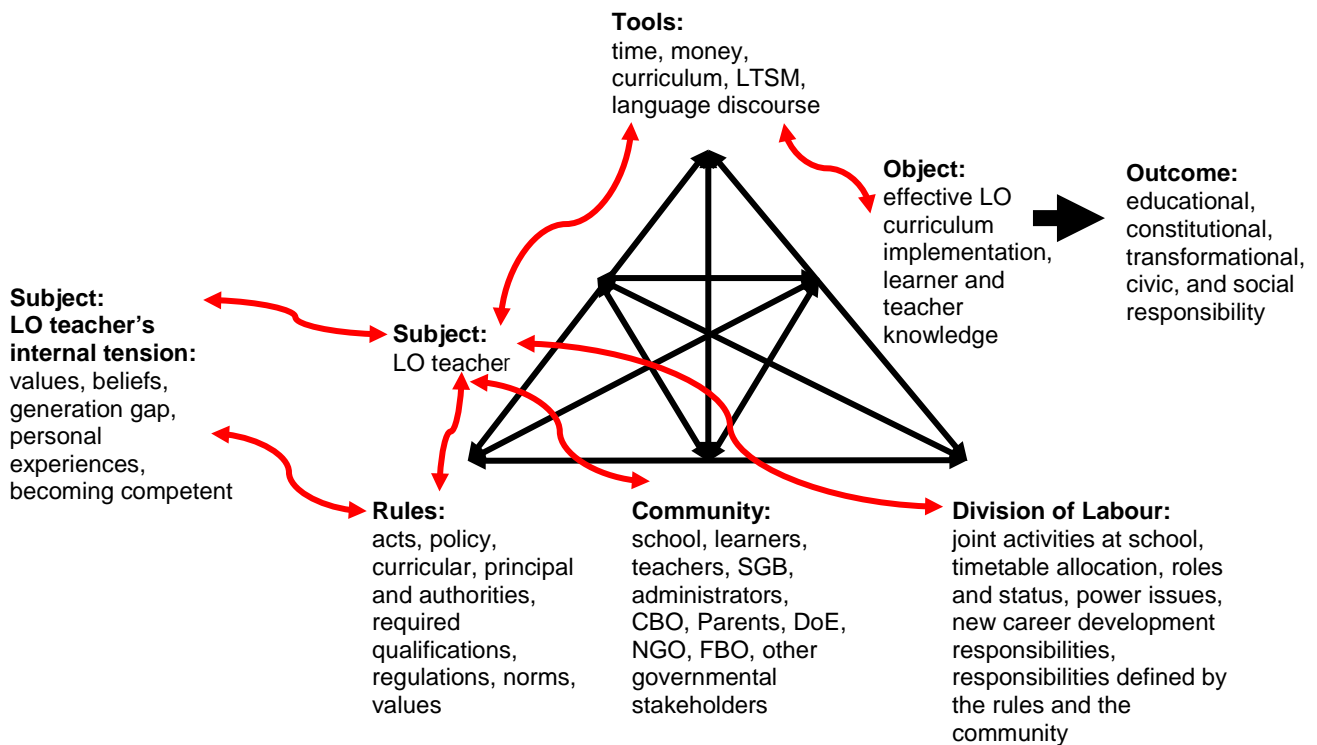 Tools:
time, money,
curriculum, LTSM,
language discourse
Object:
effective LO
curriculum
implementation,
learner and
teacher
knowledge
Outcome:
educational,
constitutional,
transformational,
civic, and social
responsibility
Subject:
LO teacher’s
internal tension:
values, beliefs,
generation gap,
personal
experiences,
becoming competent
Subject:
LO teacher
Rules:
acts, policy,
curricular, principal
and authorities,
required
qualifications,
regulations, norms,
values
Community:
school, learners,
teachers, SGB,
administrators,
CBO, Parents, DoE,
NGO, FBO, other
governmental
stakeholders
Division of Labour:
joint activities at school,
timetable allocation, roles
and status, power issues,
new career development
responsibilities,
responsibilities defined by
the rules and the
community